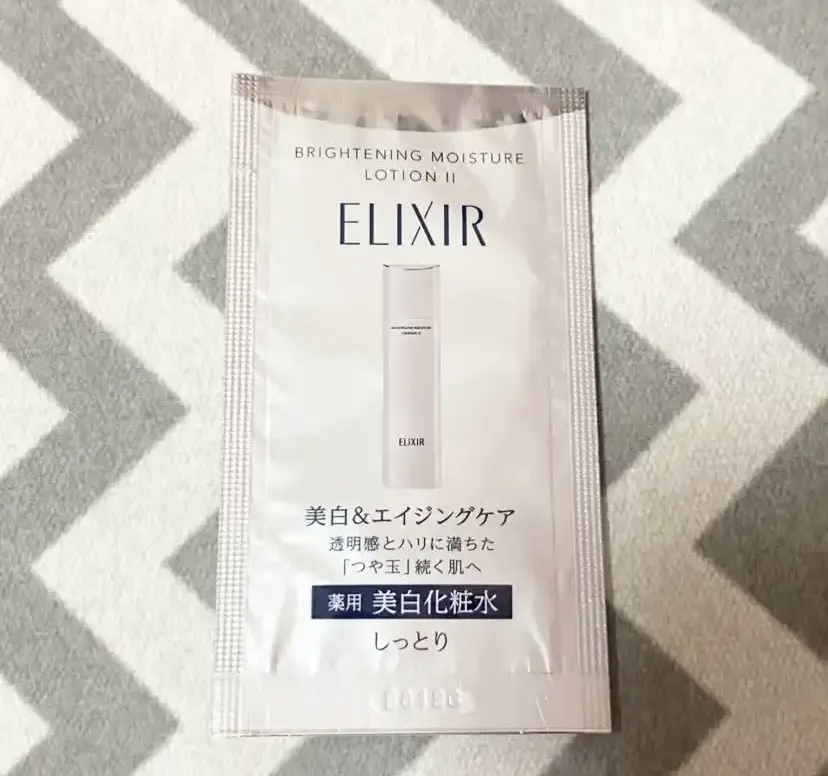 BRIGHTENING MOISTURE
LOTION II
ELIXIR
ELIXIR
美白&エイジングケア
透明感とハリに満ちた
「つや玉」続く肌へ
薬用 美白化粧水
しっとり